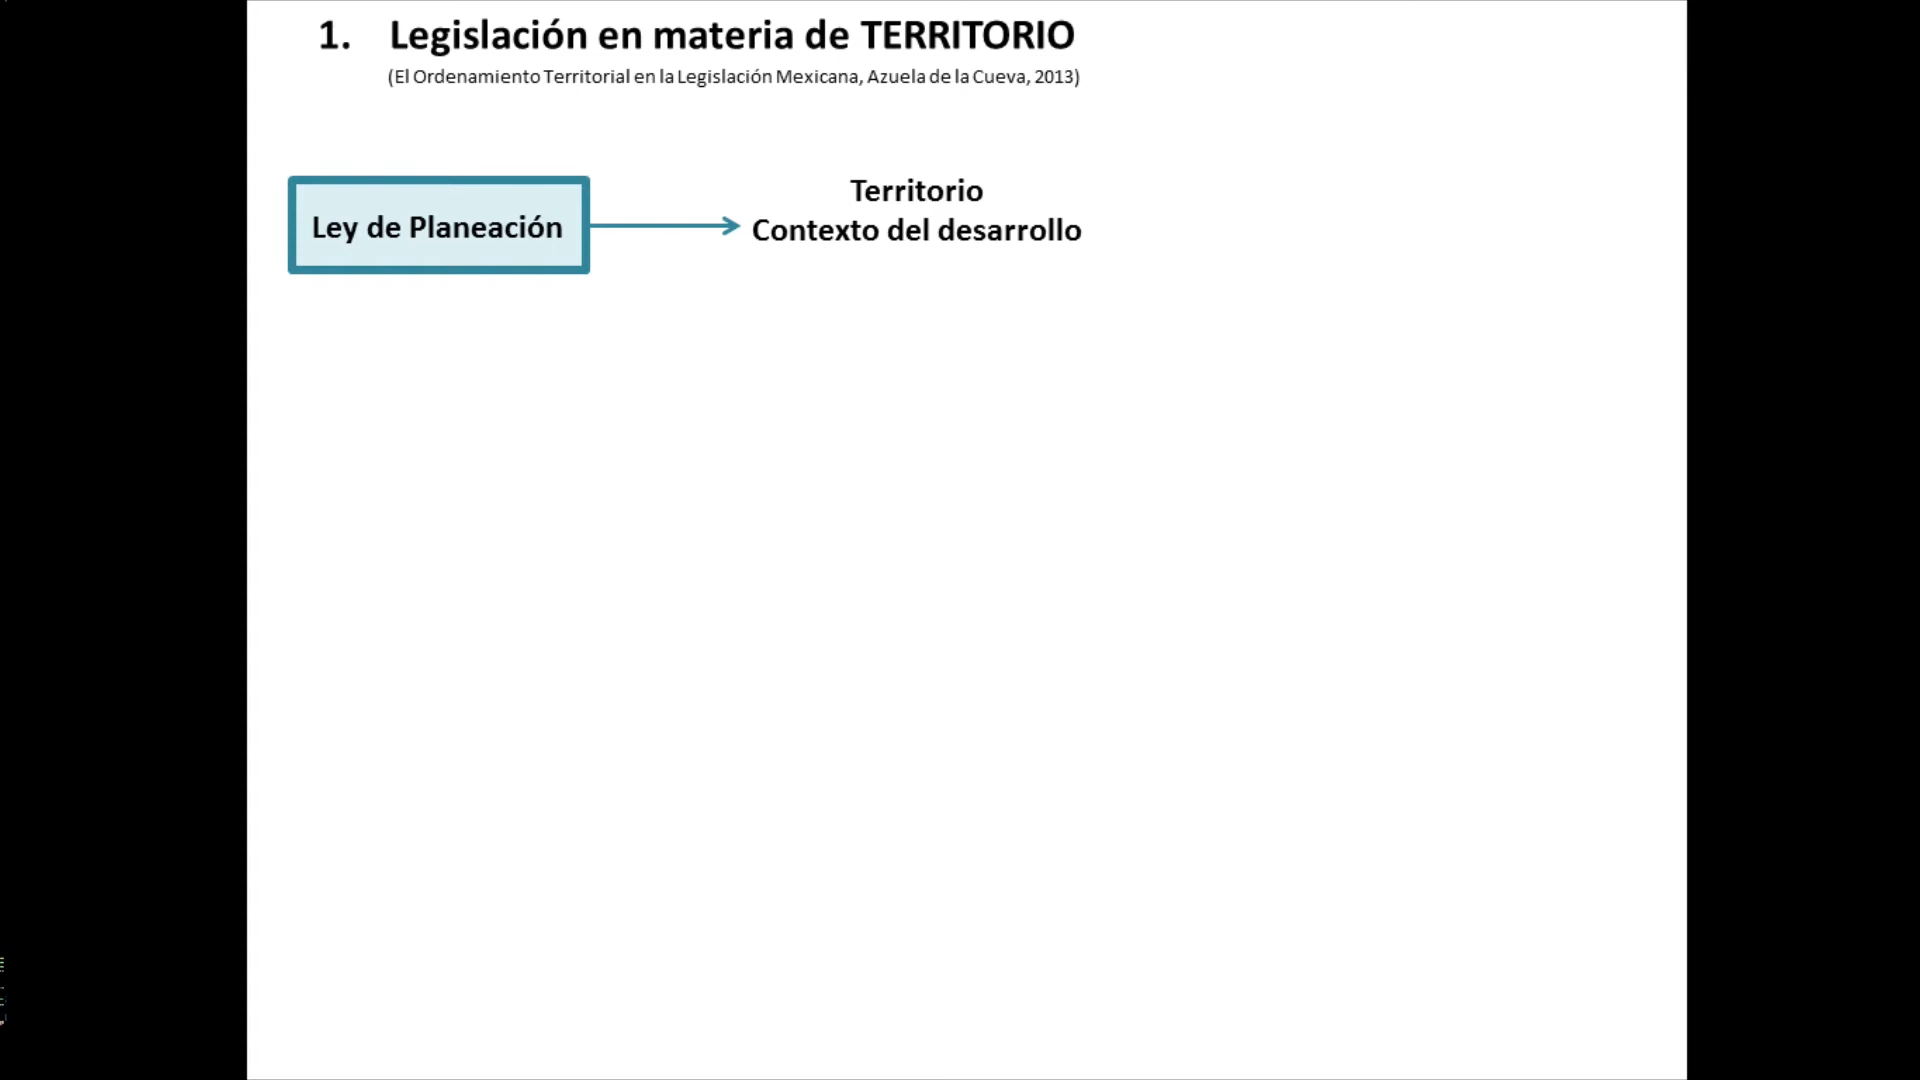 1. Legislación en materia de TERRITORIO
(El Ordenamiento Territorial en la Legislación Mexicana, Azuela de la Cueva, 2013)
Ley de Planeación
Territorio
Contexto del desarrollo